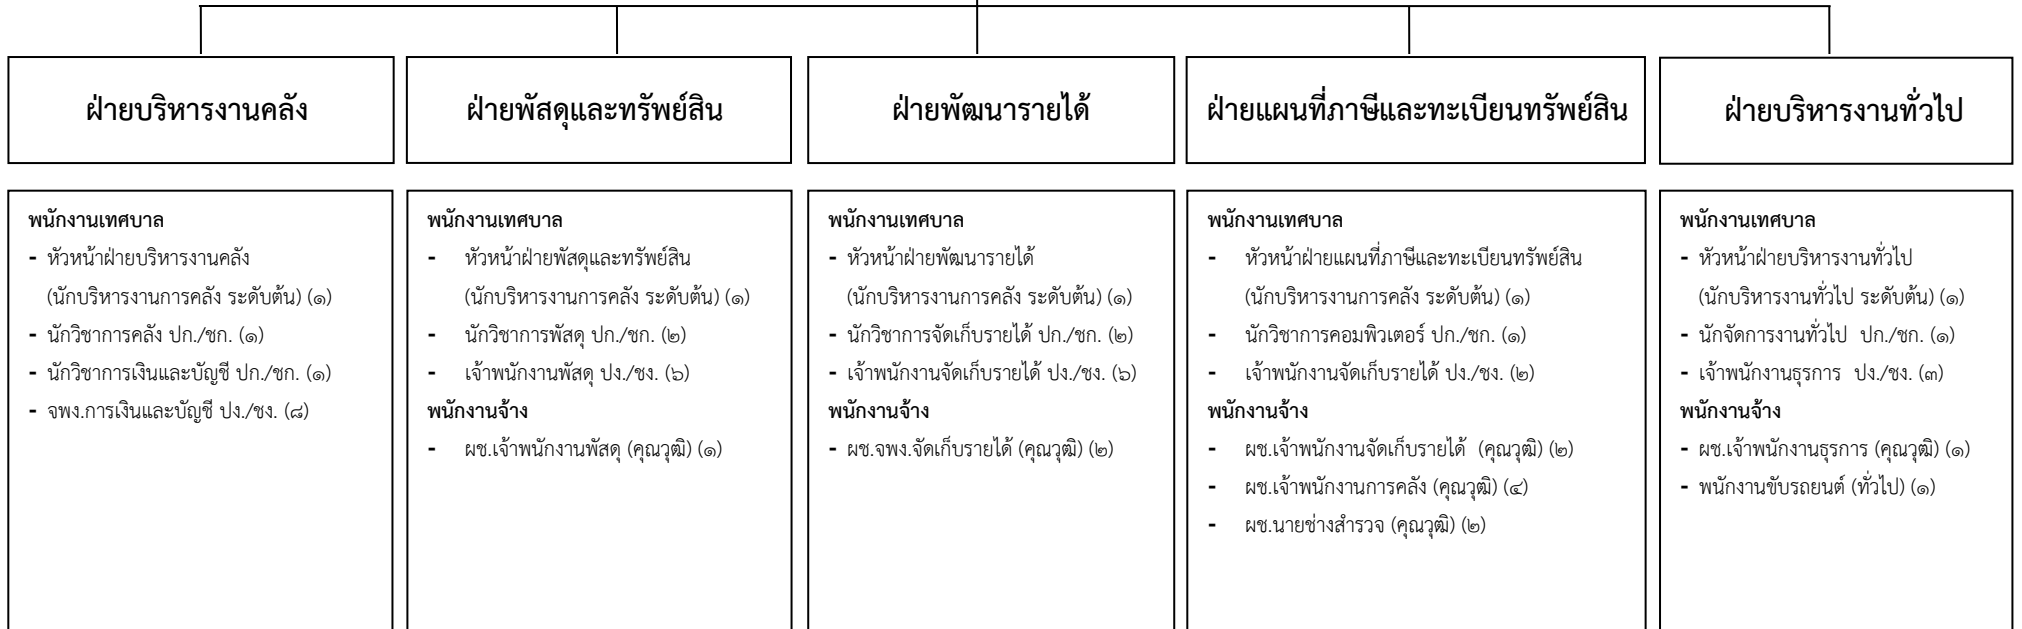 ฝ่ายบริหารงานคลัง
ฝ่ายพัสดุและทรัพย์สิน
ฝ่ายพัฒนารายได้
ฝ่ายแผนที่ภาษีและทะเบียนทรัพย์สิน
ฝ่ายบริหารงานทั่วไป
พนักงานเทศบาล
- หัวหน้าฝ่ายบริหารงานคลัง
(นักบริหารงานการคลัง ระดับต้น) (๑)
- นักวิชาการคลัง ปก./ชก. (๑)
- นักวิชาการเงินและบัญชี ปก./ชก. (๑)
- จพง.การเงินและบัญชี ปง./ชง. (๘)
พนักงานเทศบาล
- หัวหน้าฝ่ายพัสดุและทรัพย์สิน
(นักบริหารงานการคลัง ระดับต้น) (๑)
- นักวิชาการพัสดุ ปก./ชก. (๒)
- เจ้าพนักงานพัสดุ ปง./ชง. (๖)
พนักงานจ้าง
- ผช.เจ้าพนักงานพัสดุ (คุณวุฒิ) (๑)
พนักงานเทศบาล
- หัวหน้าฝ่ายพัฒนารายได้
(นักบริหารงานการคลัง ระดับต้น) (๑)
- นักวิชาการจัดเก็บรายได้ ปก./ชก. (๒)
- เจ้าพนักงานจัดเก็บรายได้ ปง./ชง. (๖)
พนักงานจ้าง
- ผช.จพง.จัดเก็บรายได้ (คุณวุฒิ) (๒)
พนักงานเทศบาล
- หัวหน้าฝ่ายแผนที่ภาษีและทะเบียนทรัพย์สิน
(นักบริหารงานการคลัง ระดับต้น) (๑)
- นักวิชาการคอมพิวเตอร์ ปก./ชก. (๑)
- เจ้าพนักงานจัดเก็บรายได้ ปง./ชง. (๒)
พนักงานจ้าง
- ผช.เจ้าพนักงานจัดเก็บรายได้ (คุณวุฒิ) (๒)
- ผช.เจ้าพนักงานการคลัง (คุณวุฒิ) (๔)
- ผช.นายช่างสำรวจ (คุณวุฒิ) (๒)
พนักงานเทศบาล
- หัวหน้าฝ่ายบริหารงานทั่วไป
(นักบริหารงานทั่วไป ระดับต้น) (๑)
- นักจัดการงานทั่วไป ปก./ชก. (๑)
- เจ้าพนักงานธุรการ ปง./ชง. (๓)
พนักงานจ้าง
- ผช.เจ้าพนักงานธุรการ (คุณวุฒิ) (๑)
- พนักงานขับรถยนต์ (ทั่วไป) (๑)